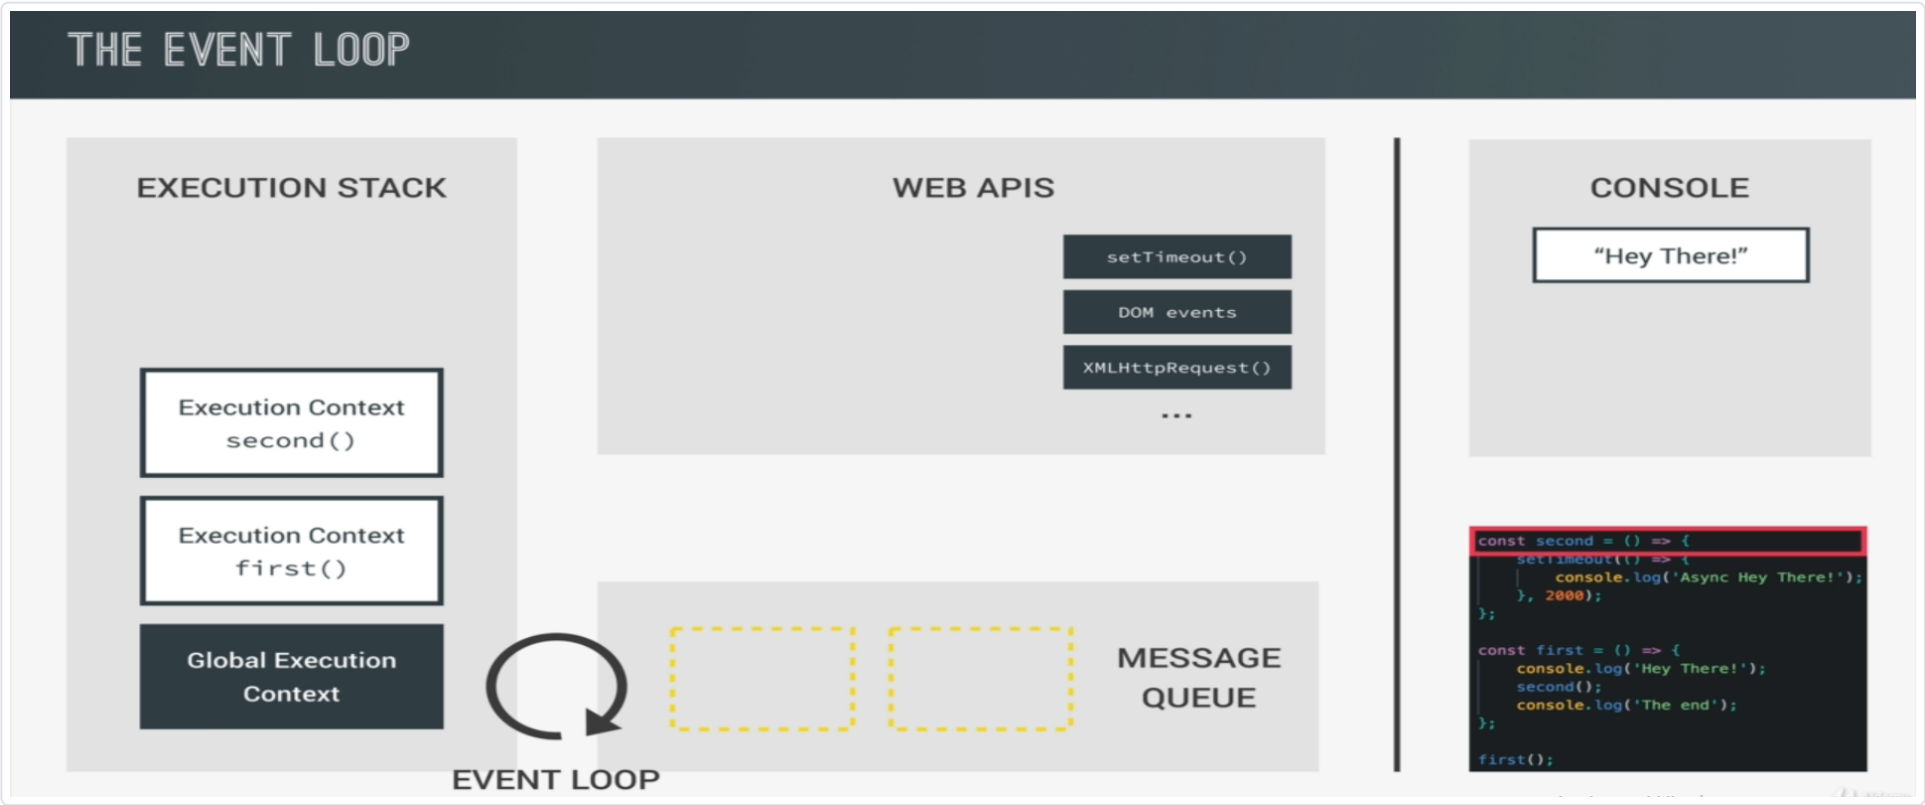 THE EVENT LOOP
EXECUTION STACK
Execution Context
second()
Execution Context
first()
Global Execution
Context
EVENT LOOP
WEB APIS
setTimeout()
DOM events
XMLHttpRequest()
...
MESSAGE
QUEUE
CONSOLE
“Hey There!”
const second = () => {
setTimeout(() => {
console.log('Async Hey There!');
}, 2000);
};
const first = () => {
console.log('Hey There!');
second();
console.log('The end');
};
first();